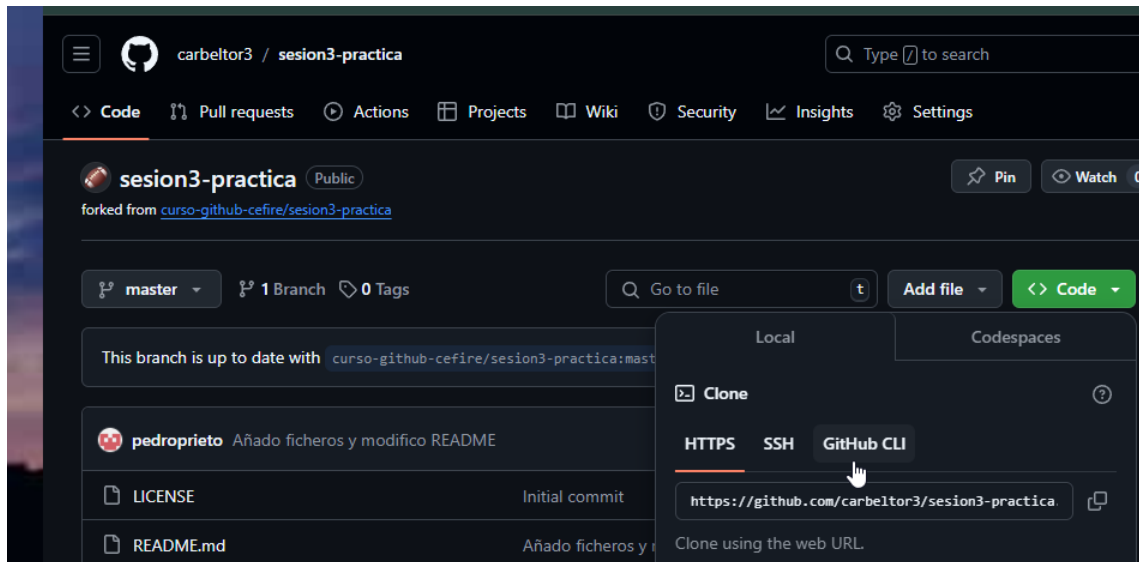 carbeltor3 / sesion3-practica
Type / to search
Code Pull requests Actions Projects Wiki Security Insights Settings
sesion3-practica Public
Pin Watch
forked from curso-github-cefire/sesion3-practica
master 1 Branch 0 Tags
Go to file t Add file Code
Local Codespaces
This branch is up to date with curso-github-cefire/sesion3-practica:mast
Clone
HTTPS SSH GitHub CLI
pedroprieto Añado ficheros y modifico README
https://github.com/carbeltor3/sesion3-practica.
LICENSE Initial commit
README.md Añado ficheros y
Clone using the web URL.